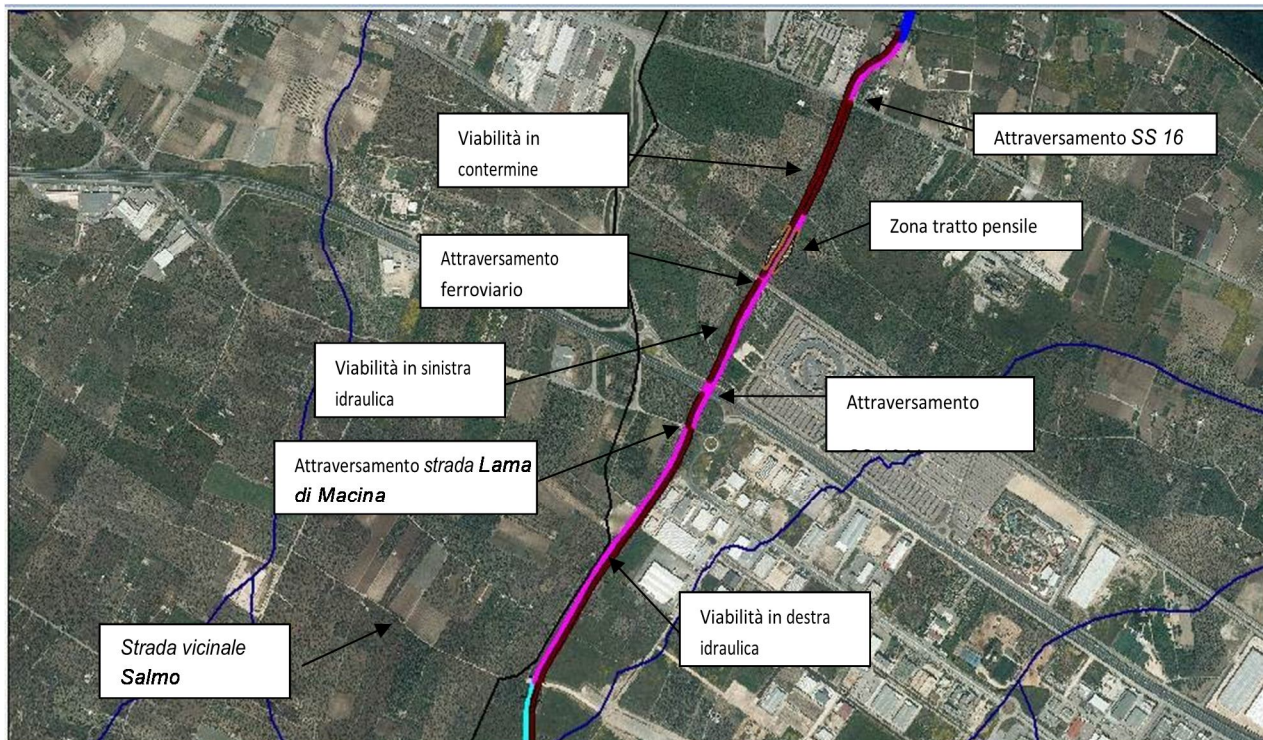 Viabilità in
contermine
Attraversamento SS 16
Zona tratto pensile
Attraversamento
ferroviario
Viabilità in sinistra
idraulica
Attraversamento
Attraversamento strada Lama
di Macina
Viabilità in destra
idraulica
Strada vicinale
Salmo